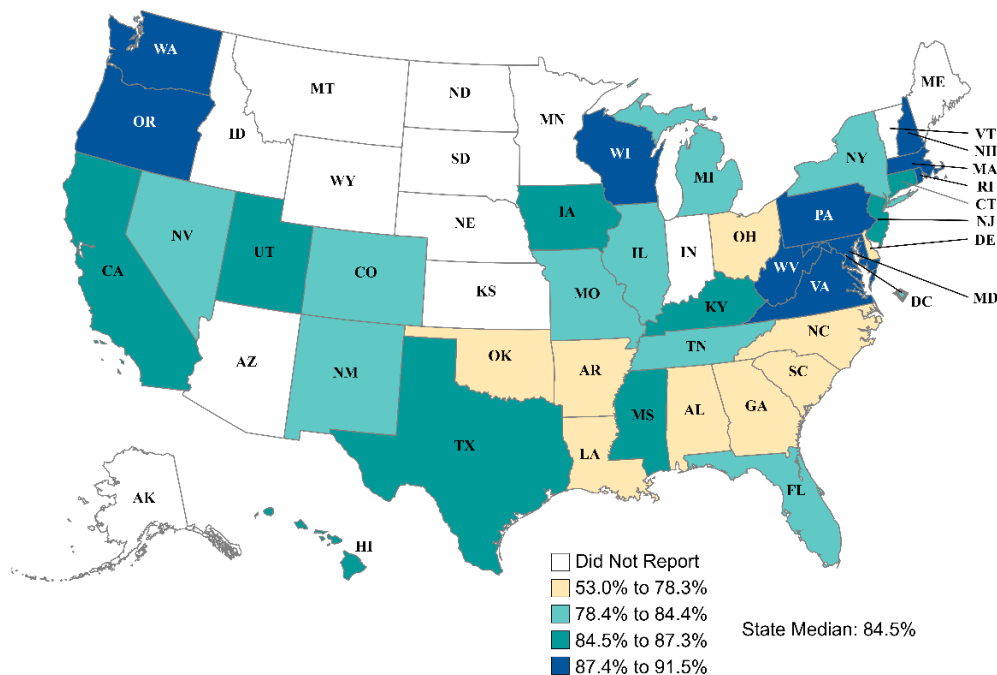 WA
MT
ND
MN
ME
OR
ID
SD
WI
VT
NH
NY
MI
MA
WY
RI
CT
NE
IA
PA
NJ
NV
UT
CO
IL
IN
OH
DE
CA
KS
MO
WV
VA
KY
DC
MD
NC
TN
AZ
NM
OK
AR
SC
MS
AL
GA
TX
LA
FL
AK
HI
Did Not Report
53.0% to 78.3%
78.4% to 84.4%
84.5% to 87.3%
87.4% to 91.5%
State Median: 84.5%